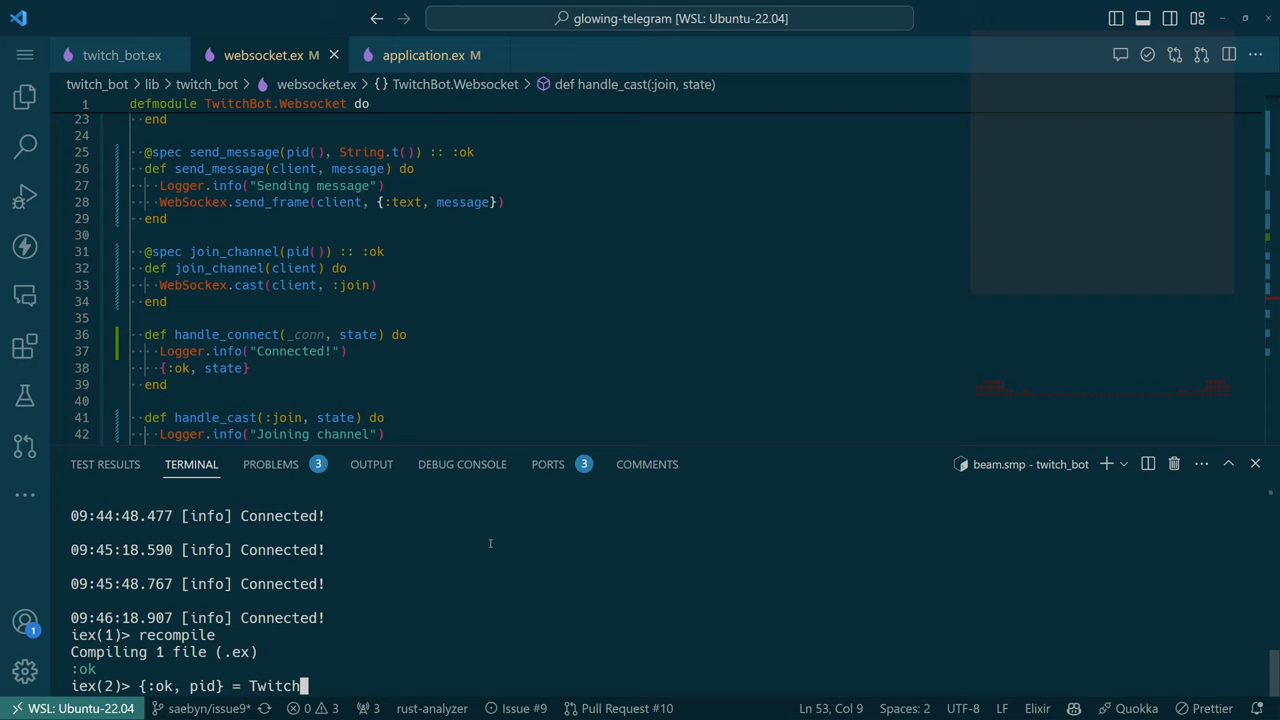 glowing-telegram [WSL: Ubuntu-22.04]
twitch_bot.ex
websocket.ex M
application.ex M
twitch_bot > lib > twitch_bot > websocket.ex > {} TwitchBot.Websocket > def handle_cast(:join, state)
1 defmodule TwitchBot.Websocket do
23 end
24
25 @spec send_message(pid(), String.t()) :: :ok
26 def send_message(client, message) do
27 Logger.info("Sending message")
28 WebSockex.send_frame(client, {:text, message})
29 end
30
31 @spec join_channel(pid()) :: :ok
32 def join_channel(client) do
33 WebSockex.cast(client, :join)
34 end
35
36 def handle_connect(_conn, state) do
37 Logger.info("Connected!")
38 {:ok, state}
39 end
40
41 def handle_cast(:join, state) do
42 Logger.info("Joining channel")
TEST RESULTS TERMINAL PROBLEMS 3 OUTPUT DEBUG CONSOLE PORTS 3 COMMENTS beam.smp - twitch_bot
09:44:48.477 [info] Connected!
09:45:18.590 [info] Connected!
09:45:48.767 [info] Connected!
09:46:18.907 [info] Connected!
iex(1)> recompile
Compiling 1 file (.ex)
:ok
iex(2)> {:ok, pid} = Twitch
1
WSL: Ubuntu-22.04 saebyn/issue9* 0 3 3 rust-analyzer Issue #9 Pull Request #10 Ln 53, Col 9 Spaces: 2 UTF-8 LF Elixir Quokka Prettier